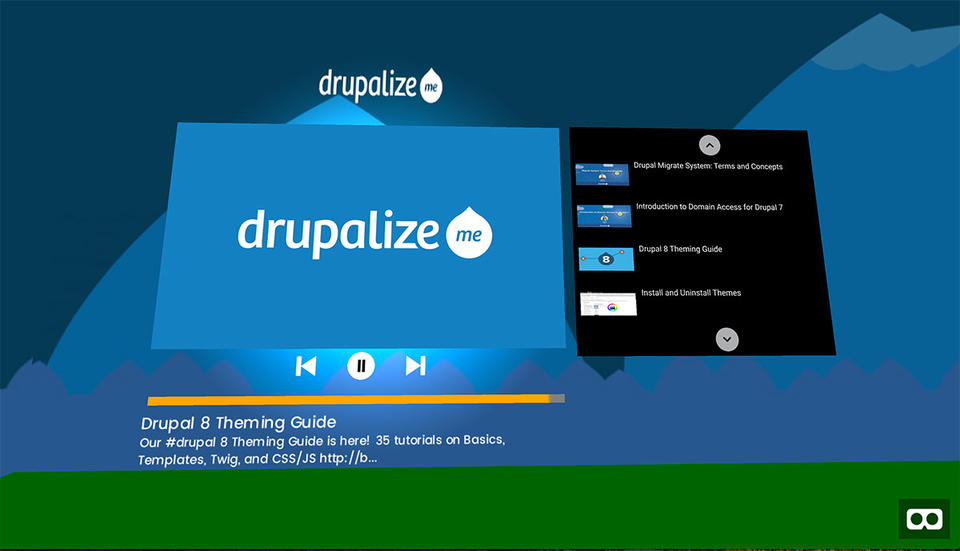 drupalize me
drupalize me
Drupal Migrate System: Terms and Concepts
Introduction to Domain Access for Drupal 7
Drupal 8 Theming Guide
8
Install and Uninstall Themes
Drupal 8 Theming Guide
Our #drupal 8 Theming Guide is here! 35 tutorials on Basics,
Templates, Twig, and CSS/JS http://b...